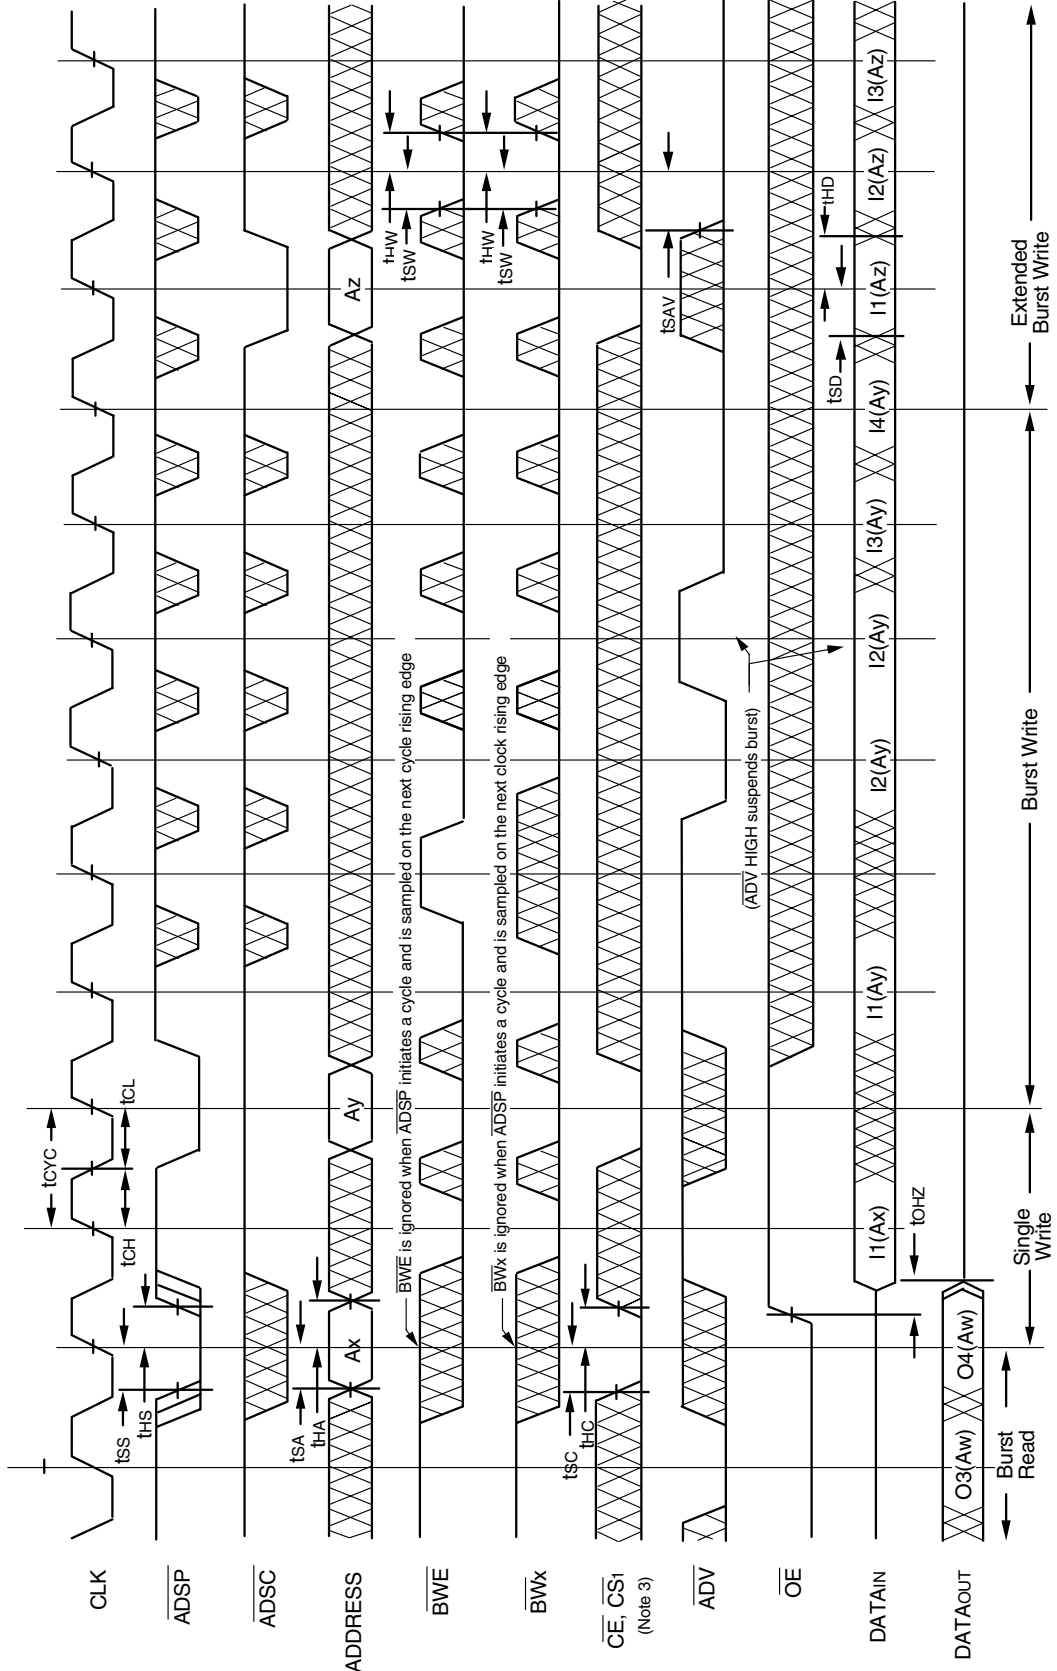 CLK
tCYC
tCH
tCL
ADSP
tSS
tHS
ADSC
ADDRESS
Ax
Ay
Az
tSA
tHA
BWE is ignored when ADSP initiates a cycle and is sampled on the next cycle rising edge
tHW
tSW
BWE
BWx is ignored when ADSP initiates a cycle and is sampled on the next clock rising edge
tHW
tSW
BWx
tSC
tHC
CE, CS1
(Note 3)
tSAV
ADV
(ADV HIGH suspends burst)
OE
tHD
tSD
DATAIN
I1(Ax)
I1(Ay)
I2(Ay)
I2(Ay)
I3(Ay)
I4(Ay)
I1(Az)
I2(Az)
I3(Az)
tOHZ
DATAOUT
O3(Aw)
O4(Aw)
Burst
Read
Single
Write
Burst Write
Extended
Burst Write